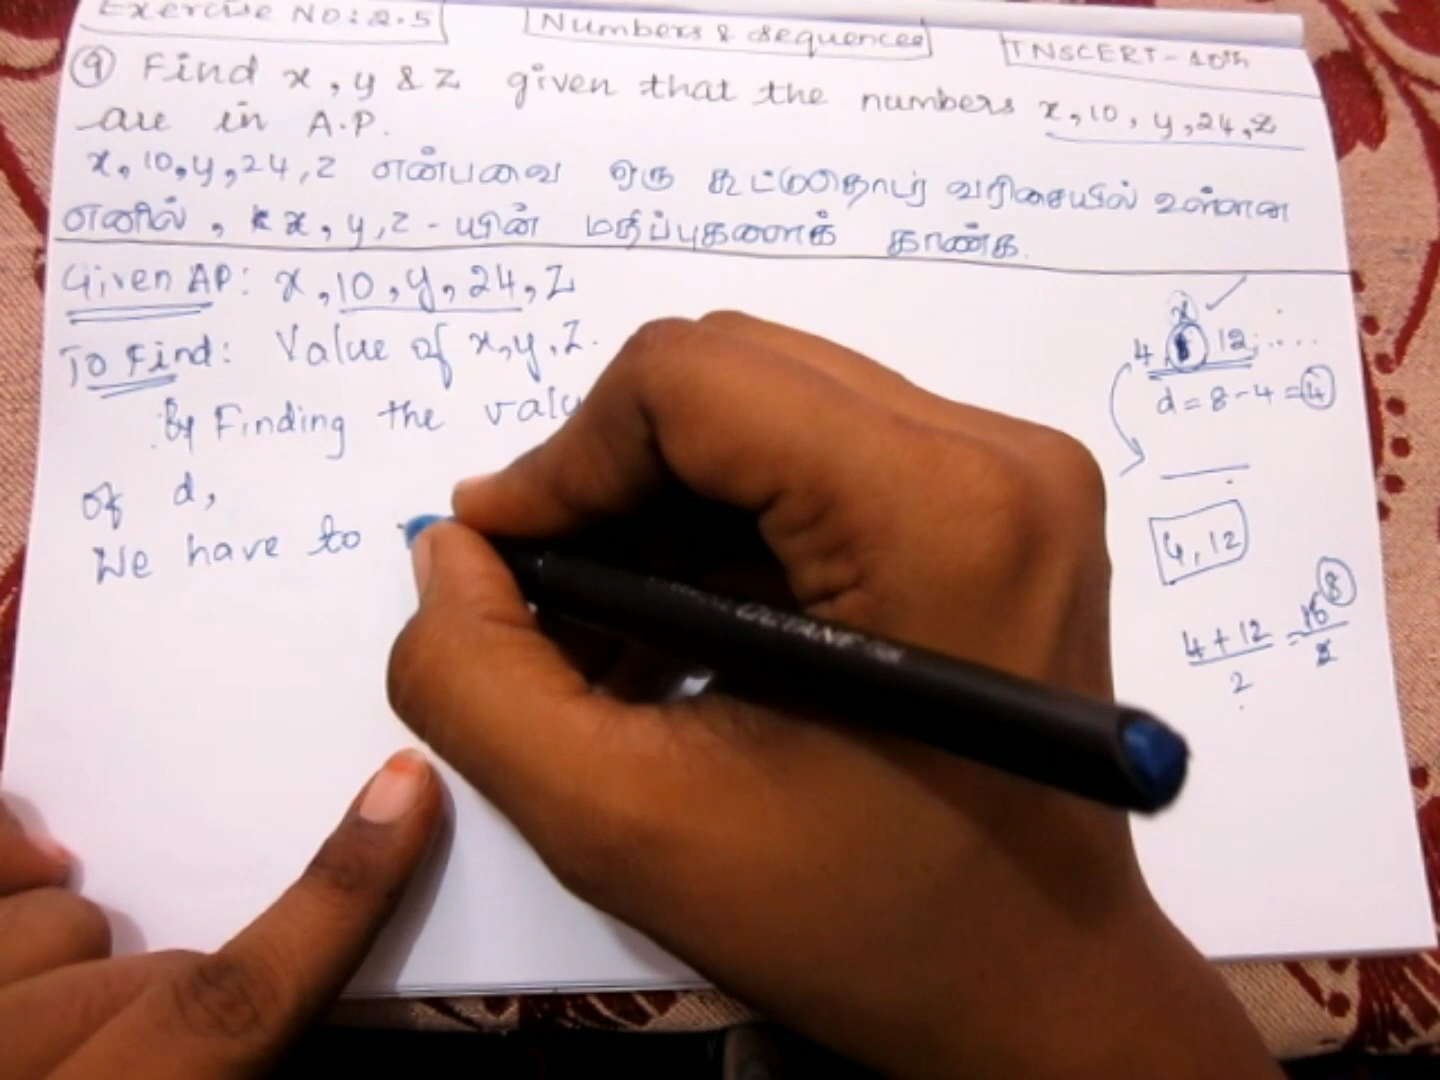 Exercise NO: 2.5
Numbers & Sequences
TNSCERT - 10th
9 Find x, y & z given that the numbers x, 10, y, 24, z
are in A.P.
x, 10, y, 24, z என்பவை ஒரு கூட்டுத்தொடர் வரிசையில் உள்ளன
எனில், x, y, z - யின் மதிப்புகளைக் காண்க.
Given AP: x, 10, y, 24, z
To Find: Value of x, y, z.
By Finding the valu
of d,
We have to
x
4, 8, 12, ....
d = 8 - 4 = 4
4, 12
4 + 12 / 2 = 16 / 2 8
OCTANE